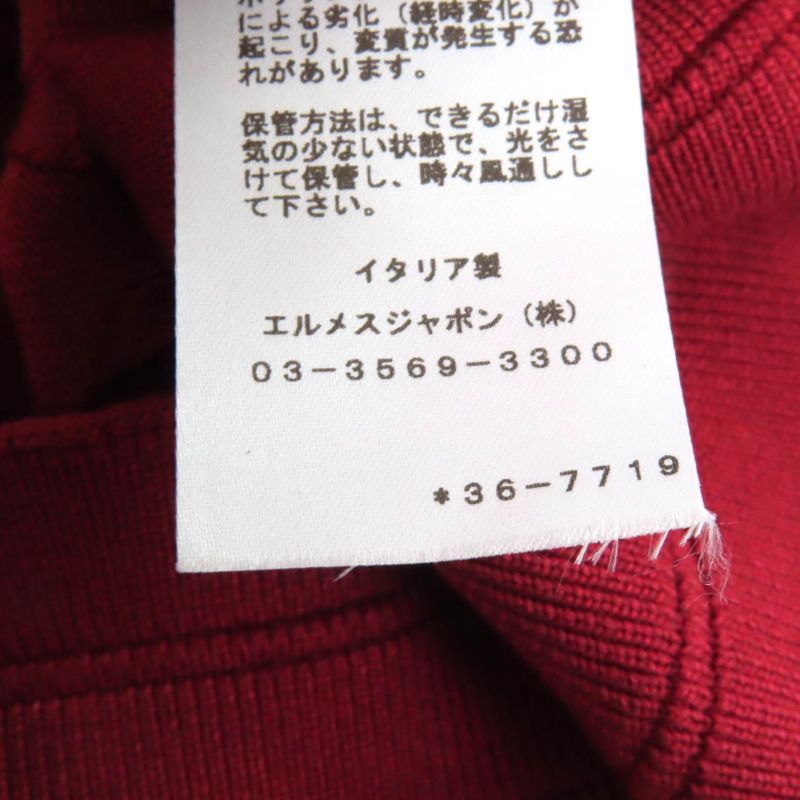 による劣化（経時変化）が
起こり、変質が発生する恐
れがあります。
保管方法は、できるだけ湿
気の少ない状態で、光をさ
けて保管し、時々風通しし
て下さい。
イタリア製
エルメスジャポン（株）
03－3569－3300
*36－7719